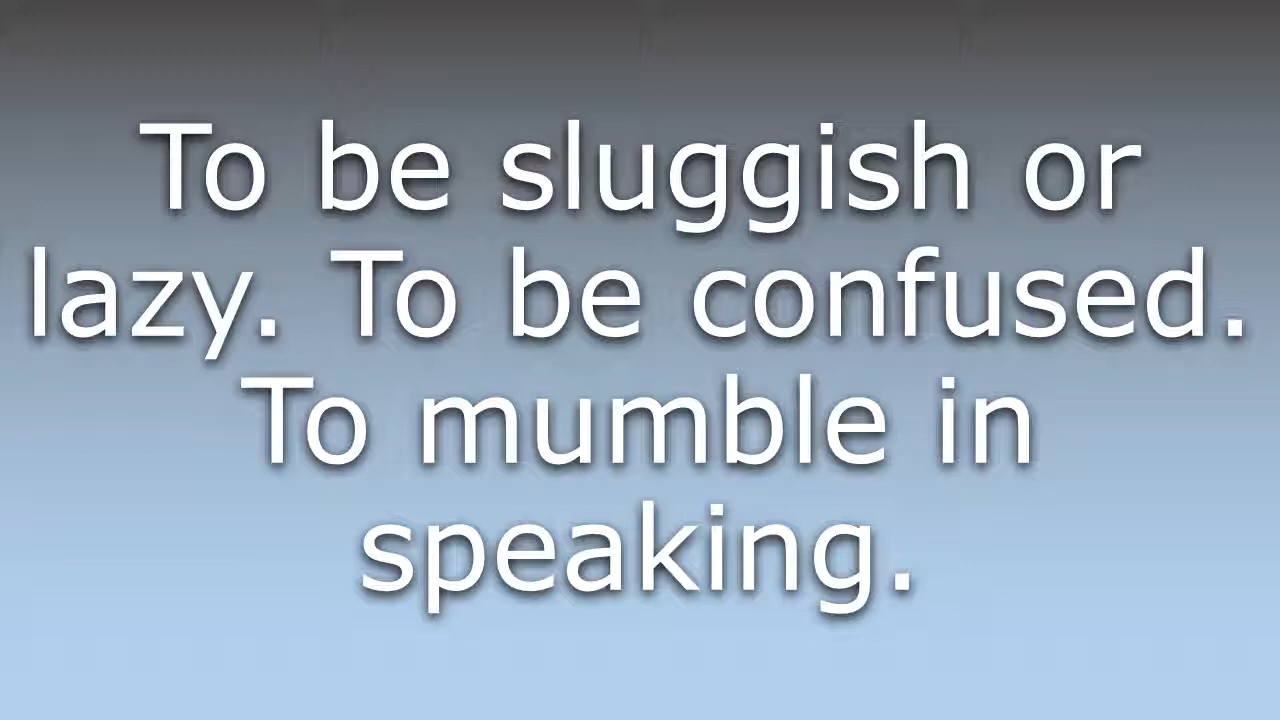 To be sluggish or
lazy. To be confused.
To mumble in
speaking.